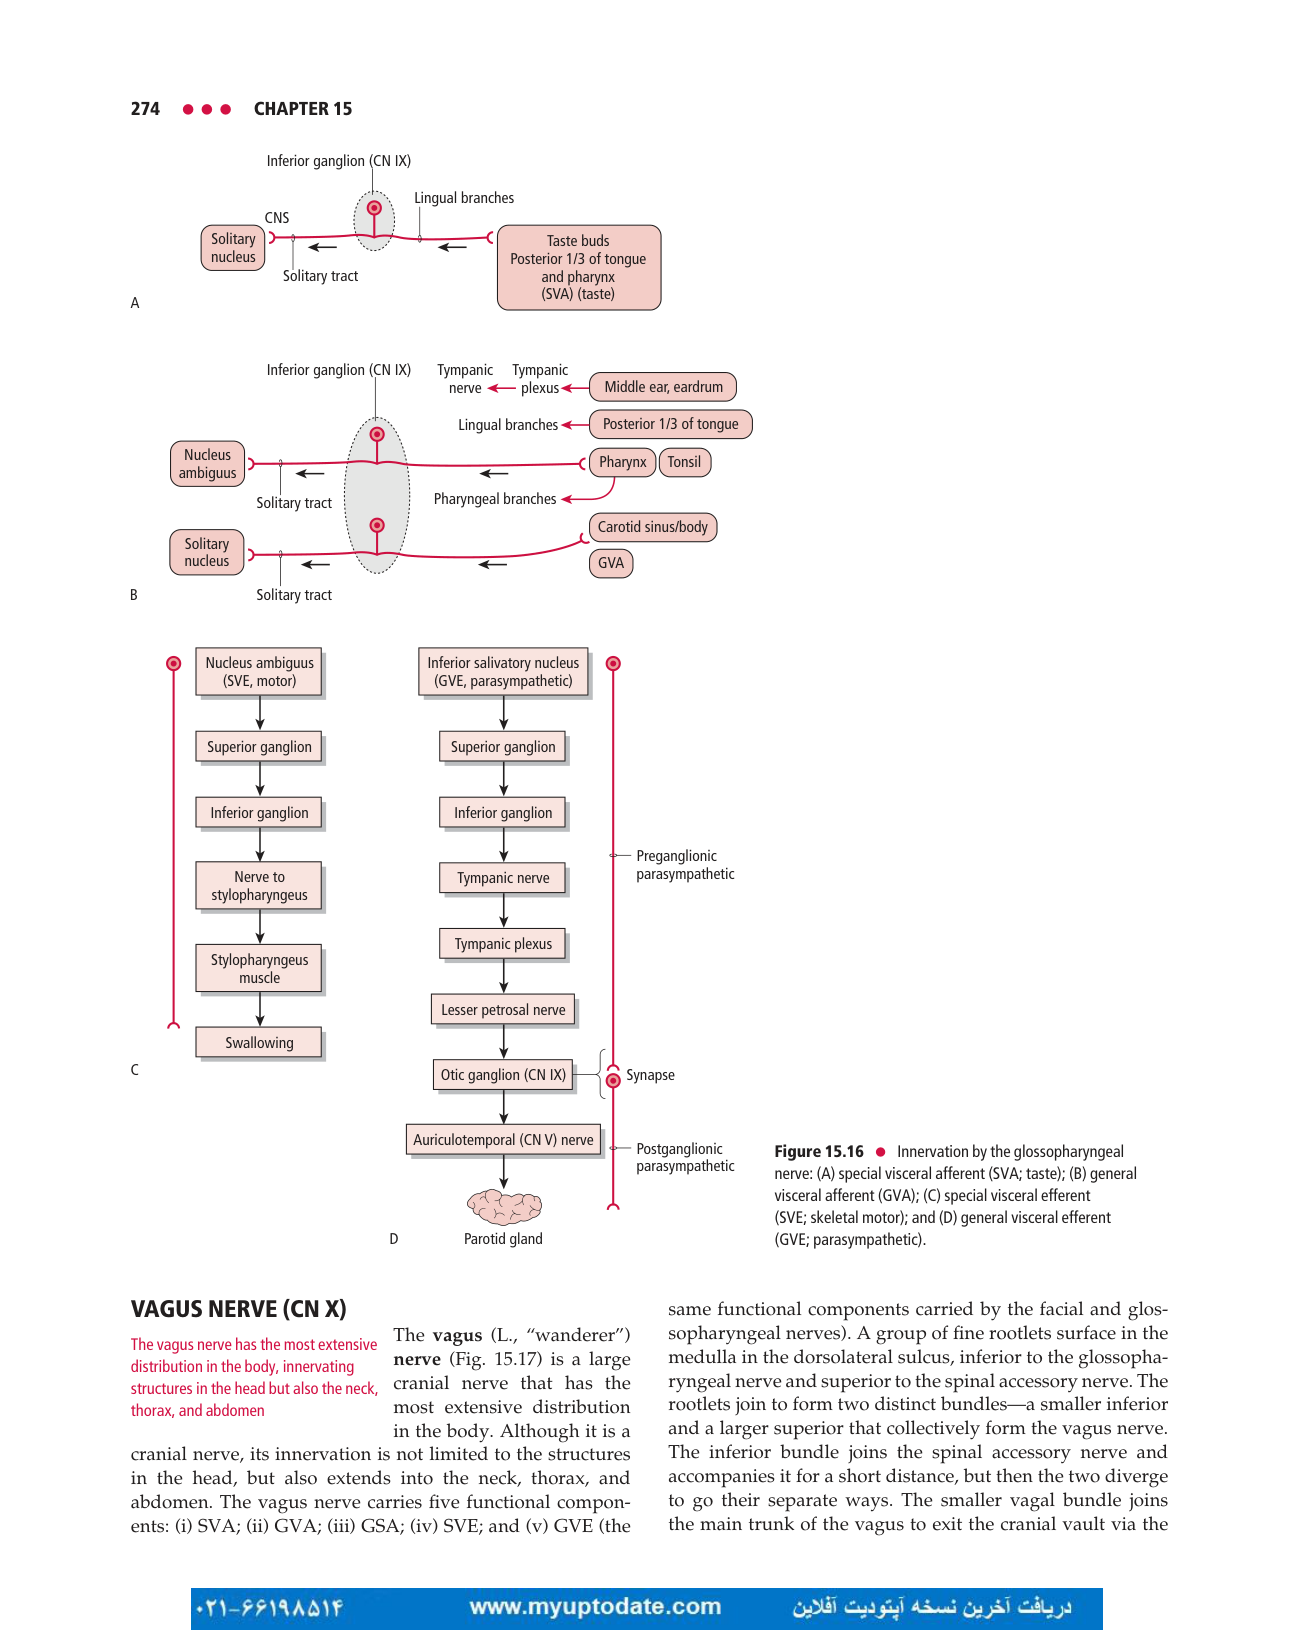 274 ● ● ● CHAPTER 15
Inferior ganglion (CN IX)
Lingual branches
CNS
Solitary
nucleus
Solitary tract
Taste buds
Posterior 1/3 of tongue
and pharynx
(SVA) (taste)
A
Inferior ganglion (CN IX)
Tympanic
nerve
Tympanic
plexus
Middle ear, eardrum
Lingual branches
Posterior 1/3 of tongue
Nucleus
ambiguus
Pharynx
Tonsil
Solitary tract
Pharyngeal branches
Carotid sinus/body
Solitary
nucleus
GVA
Solitary tract
B
Nucleus ambiguus
(SVE, motor)
Superior ganglion
Inferior ganglion
Nerve to
stylopharyngeus
Stylopharyngeus
muscle
Swallowing
C
Inferior salivatory nucleus
(GVE, parasympathetic)
Superior ganglion
Inferior ganglion
Preganglionic
parasympathetic
Tympanic nerve
Tympanic plexus
Lesser petrosal nerve
Otic ganglion (CN IX)
Synapse
Auriculotemporal (CN V) nerve
Postganglionic
parasympathetic
Parotid gland
D
Figure 15.16 ● Innervation by the glossopharyngeal
nerve: (A) special visceral afferent (SVA; taste); (B) general
visceral afferent (GVA); (C) special visceral efferent
(SVE; skeletal motor); and (D) general visceral efferent
(GVE; parasympathetic).
VAGUS NERVE (CN X)
The vagus nerve has the most extensive
distribution in the body, innervating
structures in the head but also the neck,
thorax, and abdomen
The vagus (L., “wanderer”)
nerve (Fig. 15.17) is a large
cranial nerve that has the
most extensive distribution
in the body. Although it is a
cranial nerve, its innervation is not limited to the structures
in the head, but also extends into the neck, thorax, and
abdomen. The vagus nerve carries five functional compon-
ents: (i) SVA; (ii) GVA; (iii) GSA; (iv) SVE; and (v) GVE (the
same functional components carried by the facial and glos-
sopharyngeal nerves). A group of fine rootlets surface in the
medulla in the dorsolateral sulcus, inferior to the glossopha-
ryngeal nerve and superior to the spinal accessory nerve. The
rootlets join to form two distinct bundles—a smaller inferior
and a larger superior that collectively form the vagus nerve.
The inferior bundle joins the spinal accessory nerve and
accompanies it for a short distance, but then the two diverge
to go their separate ways. The smaller vagal bundle joins
the main trunk of the vagus to exit the cranial vault via the
۰۲۱-۶۶۱۹۸۵۱۴ www.myuptodate.com دریافت آخرین نسخه آپتودیت آفلاین